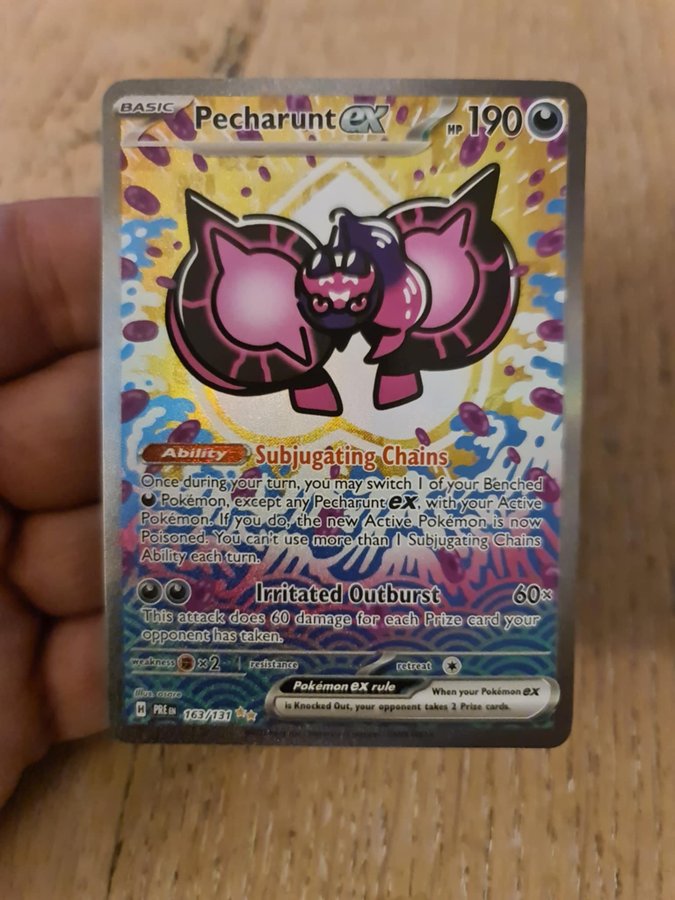 BASIC Pecharunt ex HP 190
Ability Subjugating Chains
Once during your turn, you may switch 1 of your Benched
Pokémon, except any Pecharunt ex, with your Active
Pokémon. If you do, the new Active Pokémon is now
Poisoned. You can't use more than 1 Subjugating Chains
Ability each turn.
Irritated Outburst 60×
This attack does 60 damage for each Prize card your
opponent has taken.
weakness ×2 resistance retreat
Pokémon ex rule When your Pokémon ex
is Knocked Out, your opponent takes 2 Prize cards.
Illus. osare
H PRE EN 163/131